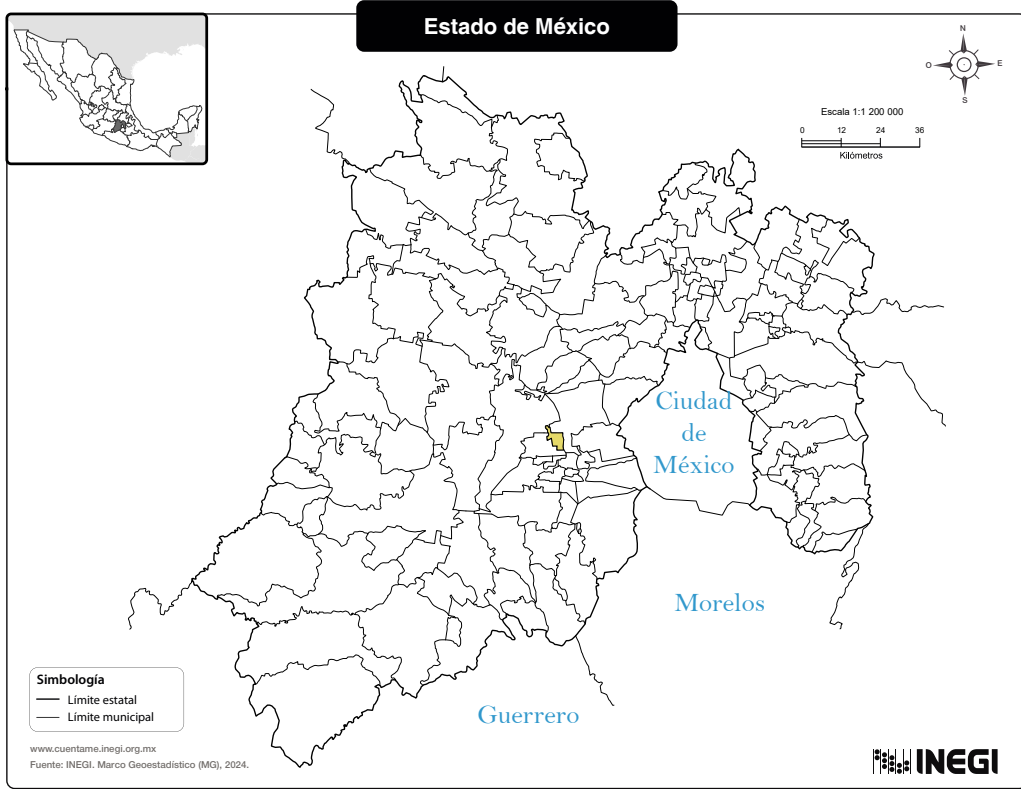 Estado de México
N
O
E
S
Escala 1:1 200 000
0 12 24 36
Kilómetros
Ciudad
de
México
Morelos
Guerrero
Simbología
Límite estatal
Límite municipal
www.cuentame.inegi.org.mx
Fuente: INEGI. Marco Geoestadístico (MG), 2024.
INEGI